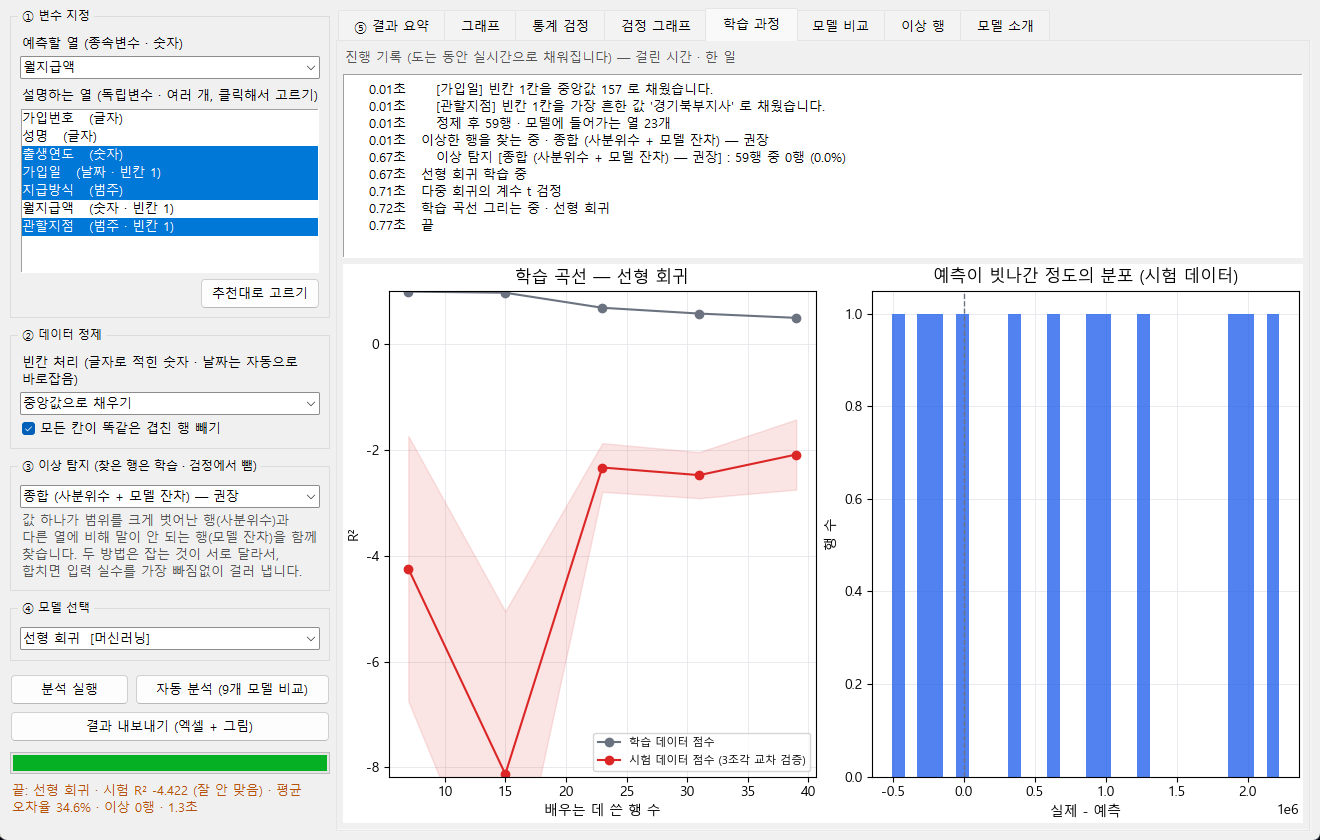 ① 변수 지정
예측할 열 (종속변수 · 숫자)
월지급액
설명하는 열 (독립변수 · 여러 개, 클릭해서 고르기)
가입번호 (글자)
성명 (글자)
출생연도 (숫자)
가입일 (날짜 · 빈칸 1)
지급방식 (범주)
월지급액 (숫자 · 빈칸 1)
관할지점 (범주 · 빈칸 1)
추천대로 고르기
② 데이터 정제
빈칸 처리 (글자로 적힌 숫자 · 날짜는 자동으로
바로잡음)
중앙값으로 채우기
모든 칸이 똑같은 겹친 행 빼기
③ 이상 탐지 (찾은 행은 학습 · 검정에서 뺌)
종합 (사분위수 + 모델 잔차) — 권장
값 하나가 범위를 크게 벗어난 행(사분위수)과
다른 열에 비해 말이 안 되는 행(모델 잔차)을 함께
찾습니다. 두 방법은 잡는 것이 서로 달라서,
합치면 입력 실수를 가장 빠짐없이 걸러 냅니다.
④ 모델 선택
선형 회귀 [머신러닝]
분석 실행
자동 분석 (9개 모델 비교)
결과 내보내기 (엑셀 + 그림)
끝: 선형 회귀 · 시험 R² -4.422 (잘 안 맞음) · 평균
오차율 34.6% · 이상 0행 · 1.3초
⑤ 결과 요약
그래프
통계 검정
검정 그래프
학습 과정
모델 비교
이상 행
모델 소개
진행 기록 (도는 동안 실시간으로 채워집니다) — 걸린 시간 · 한 일
0.01초 [가입일] 빈칸 1칸을 중앙값 157 로 채웠습니다.
0.01초 [관할지점] 빈칸 1칸을 가장 흔한 값 '경기북부지사' 로 채웠습니다.
0.01초 정제 후 59행 · 모델에 들어가는 열 23개
0.01초 이상한 행을 찾는 중 · 종합 (사분위수 + 모델 잔차) — 권장
0.67초 이상 탐지 [종합 (사분위수 + 모델 잔차) — 권장] : 59행 중 0행 (0.0%)
0.67초 선형 회귀 학습 중
0.71초 다중 회귀의 계수 t 검정
0.72초 학습 곡선 그리는 중 · 선형 회귀
0.77초 끝
학습 곡선 — 선형 회귀
0
-2
-4
-6
-8
R²
10 15 20 25 30 35 40
배우는 데 쓴 행 수
학습 데이터 점수
시험 데이터 점수 (3조각 교차 검증)
예측이 빗나간 정도의 분포 (시험 데이터)
1.0
0.8
0.6
0.4
0.2
0.0
행 수
-0.5 0.0 0.5 1.0 1.5 2.0
1e6
실제 - 예측